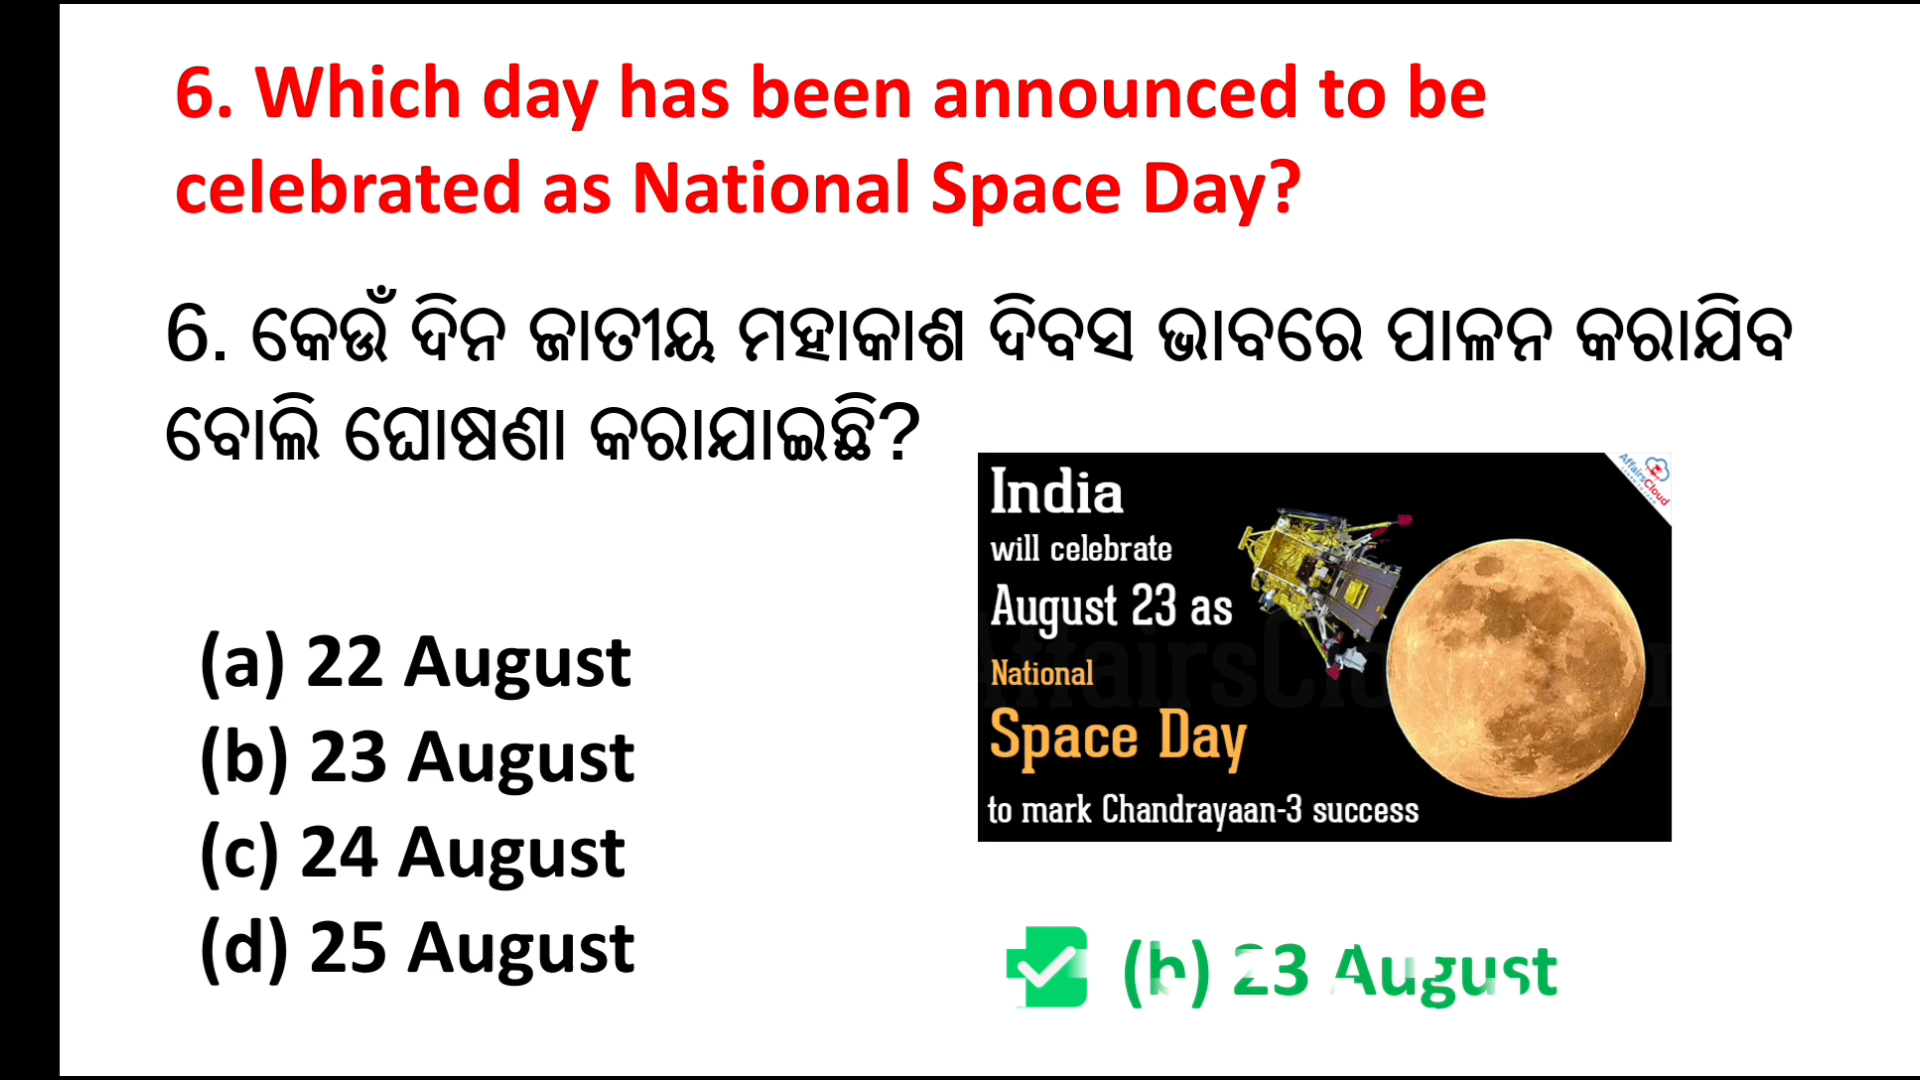 6. Which day has been announced to be
celebrated as National Space Day?
6. କେଉଁ ଦିନ ଜାତୀୟ ମହାକାଶ ଦିବସ ଭାବରେ ପାଳନ କରାଯିବ
ବୋଲି ଘୋଷଣା କରାଯାଇଛି?
India
will celebrate
August 23 as
National
Space Day
to mark Chandrayaan-3 success
AffairsCloud
(a) 22 August
(b) 23 August
(c) 24 August
(d) 25 August
(b) 23 August